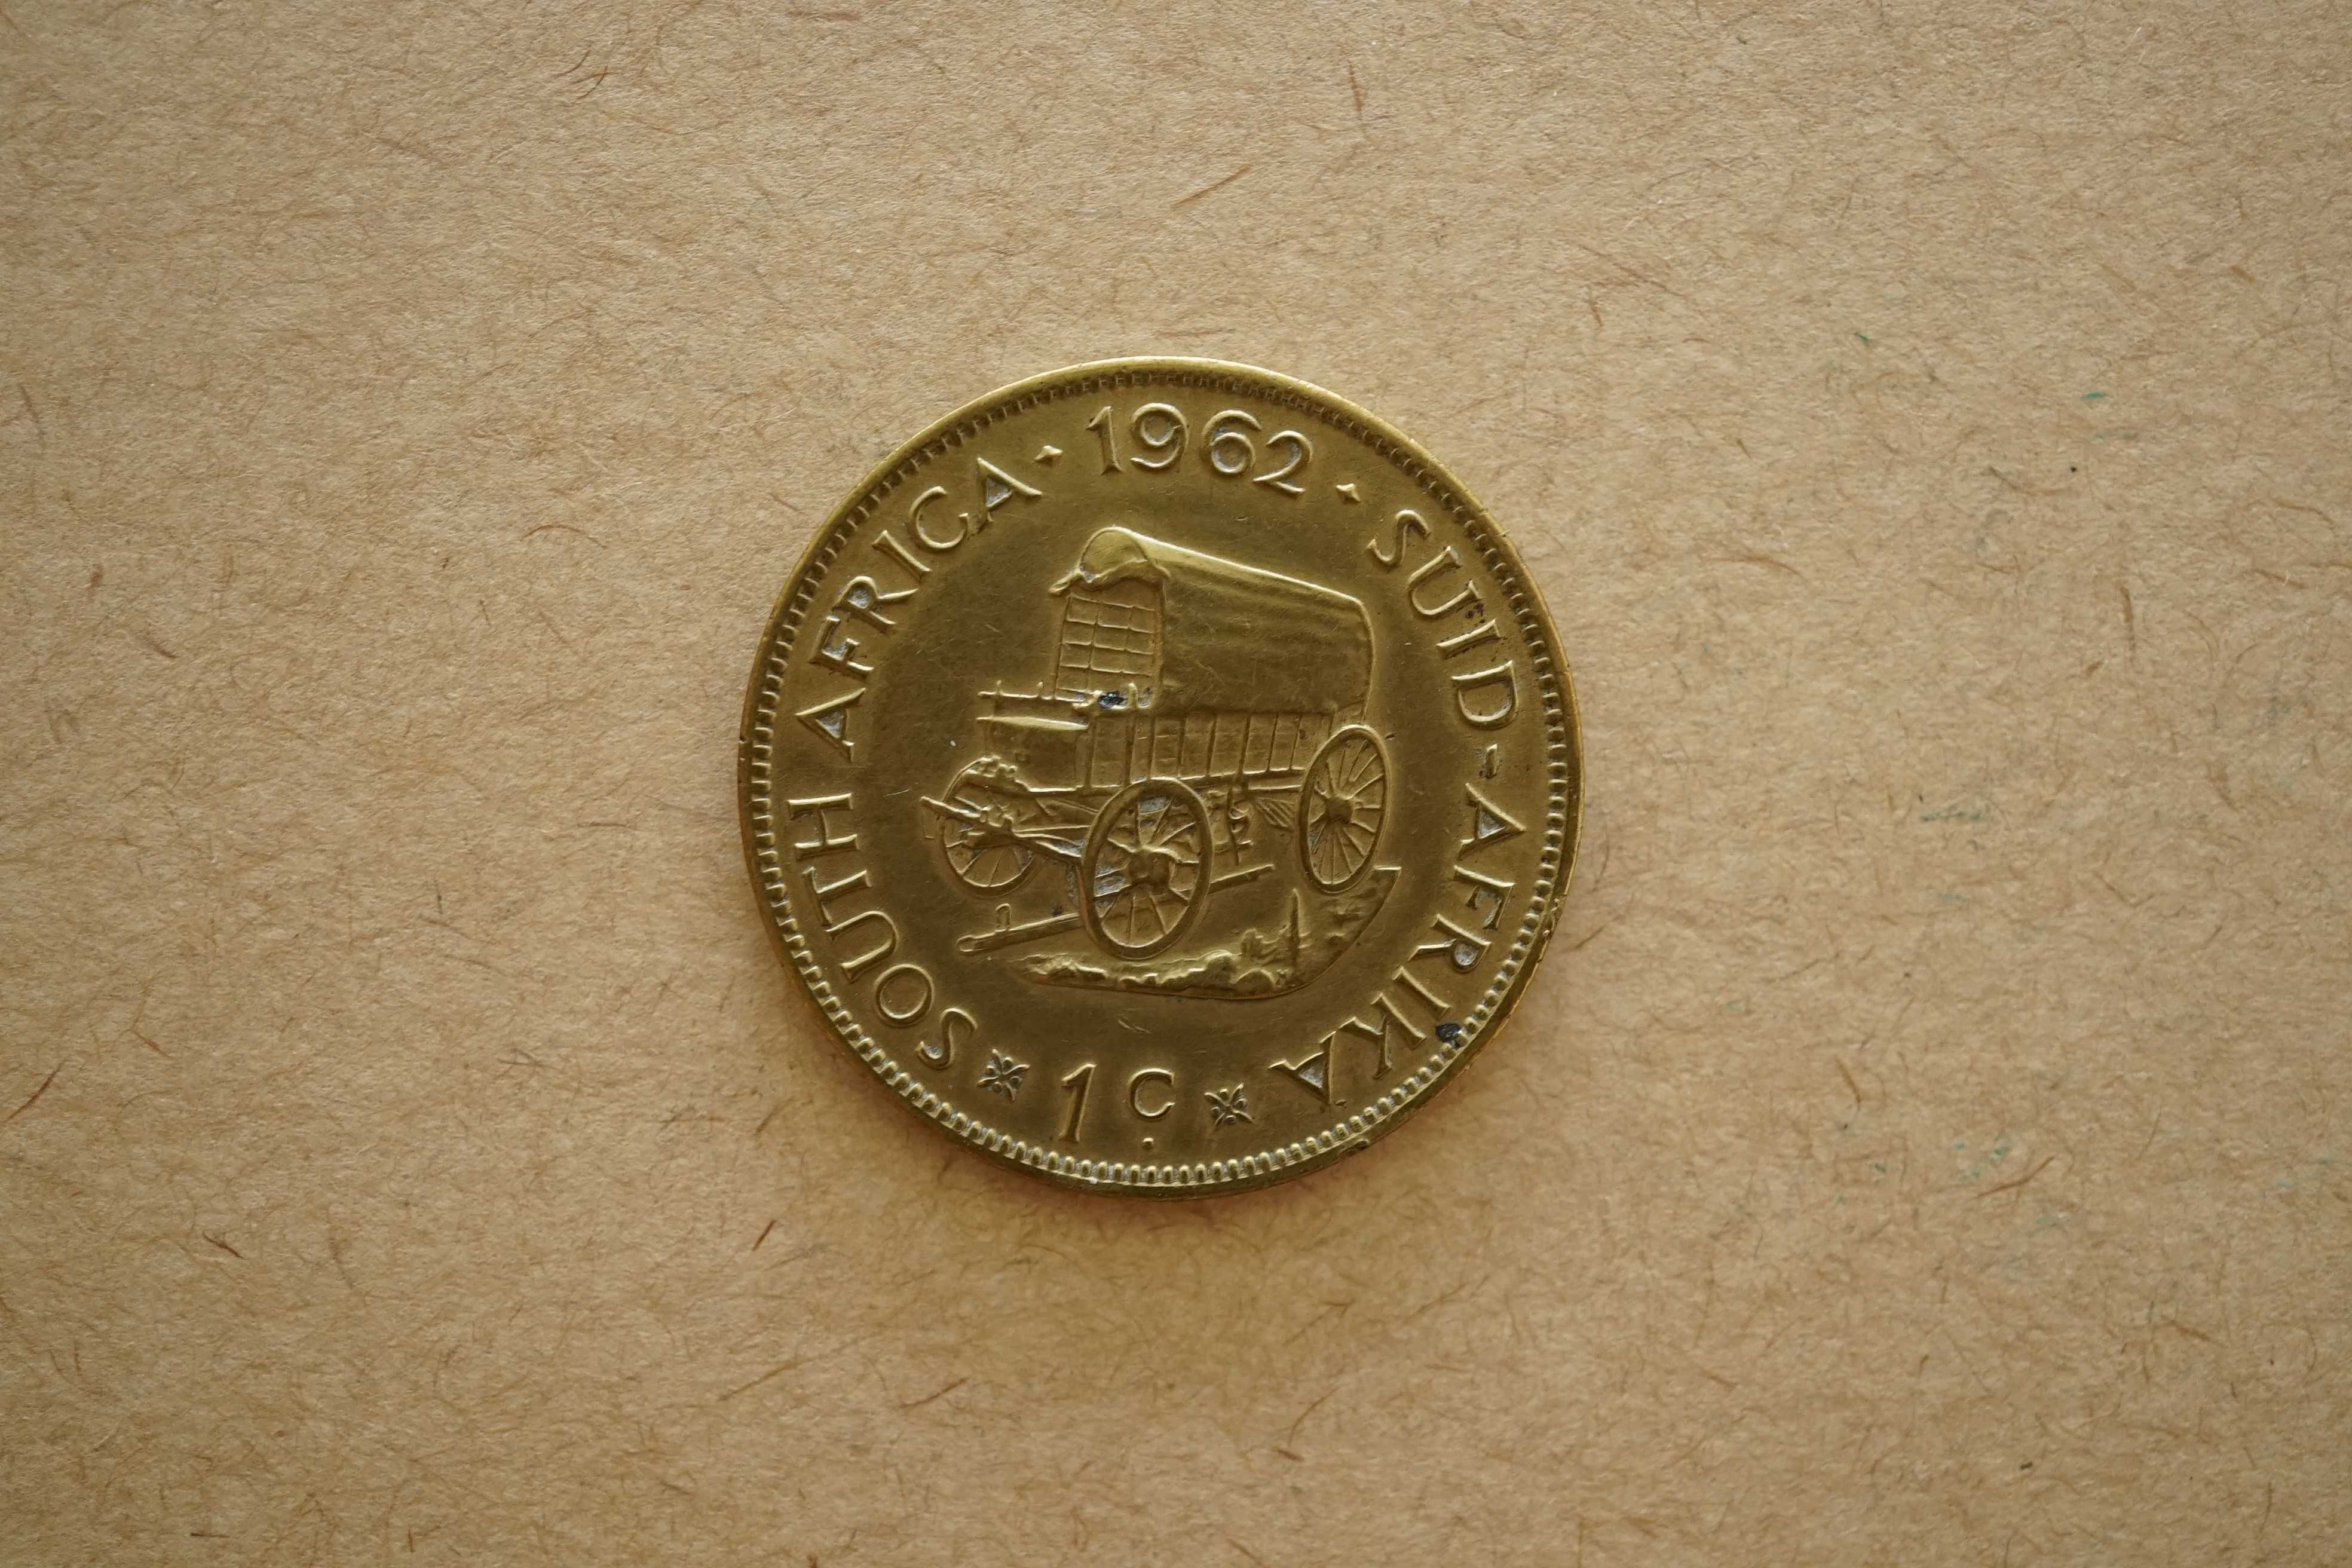 SOUTH AFRICA · 1962 · SUID-AFRIKA
1c